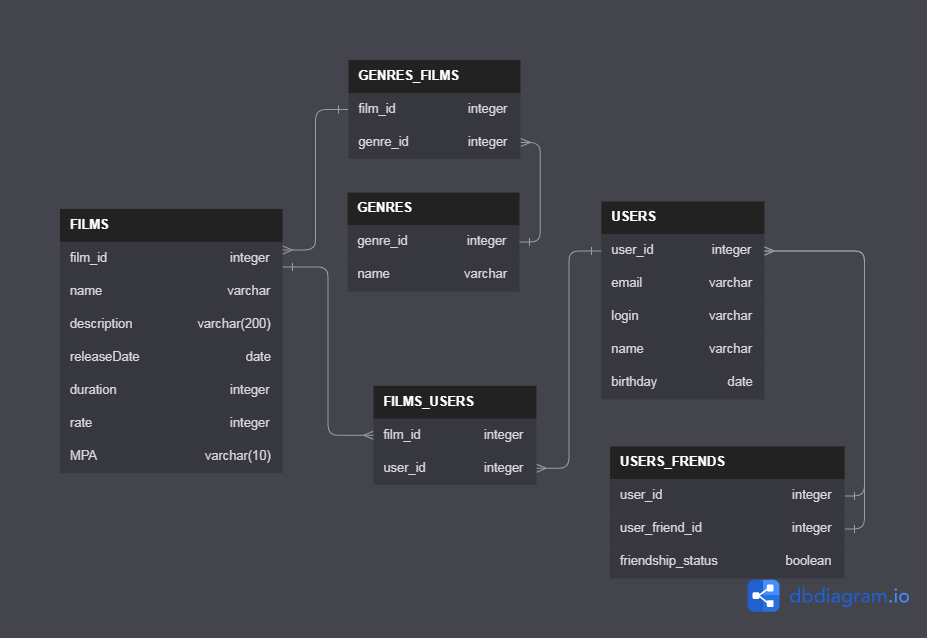 GENRES_FILMS
film_id integer
genre_id integer
GENRES
genre_id integer
name varchar
FILMS
film_id integer
name varchar
description varchar(200)
releaseDate date
duration integer
rate integer
MPA varchar(10)
USERS
user_id integer
email varchar
login varchar
name varchar
birthday date
FILMS_USERS
film_id integer
user_id integer
USERS_FRENDS
user_id integer
user_friend_id integer
friendship_status boolean
dbdiagram.io